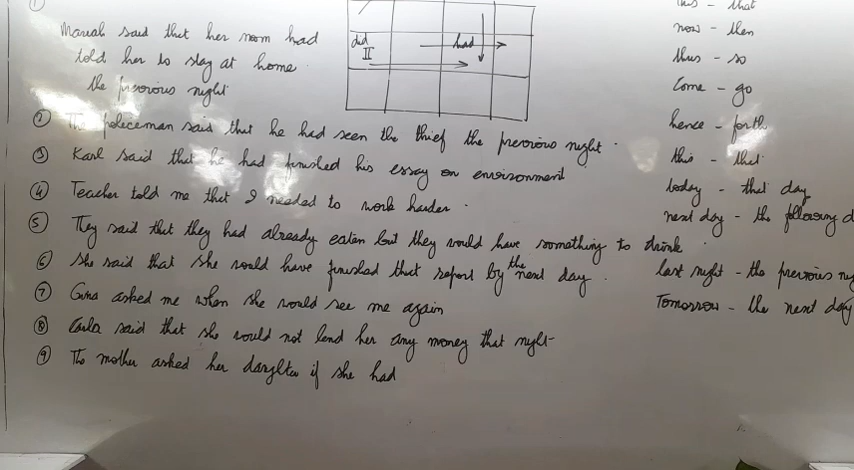 ①
Mariah said that her mom had
told her to stay at home
the previous night
did
II
had
② The policeman said that he had seen the thief the previous night.
③ Karl said that he had finished his essay on environment
④ Teacher told me that I needed to work harder.
⑤ They said that they had already eaten but they would have something to drink.
⑥ She said that she would have finished that report by the next day.
⑦ Gina asked me when she would see me again
⑧ Carla said that she would not lend her any money that night
⑨ The mother asked her daughter if she had
this - that
now - then
thus - so
come - go
hence - forth
this - that
today - that day
next day - the following d
last night - the previous nig
Tomorrow - the next day